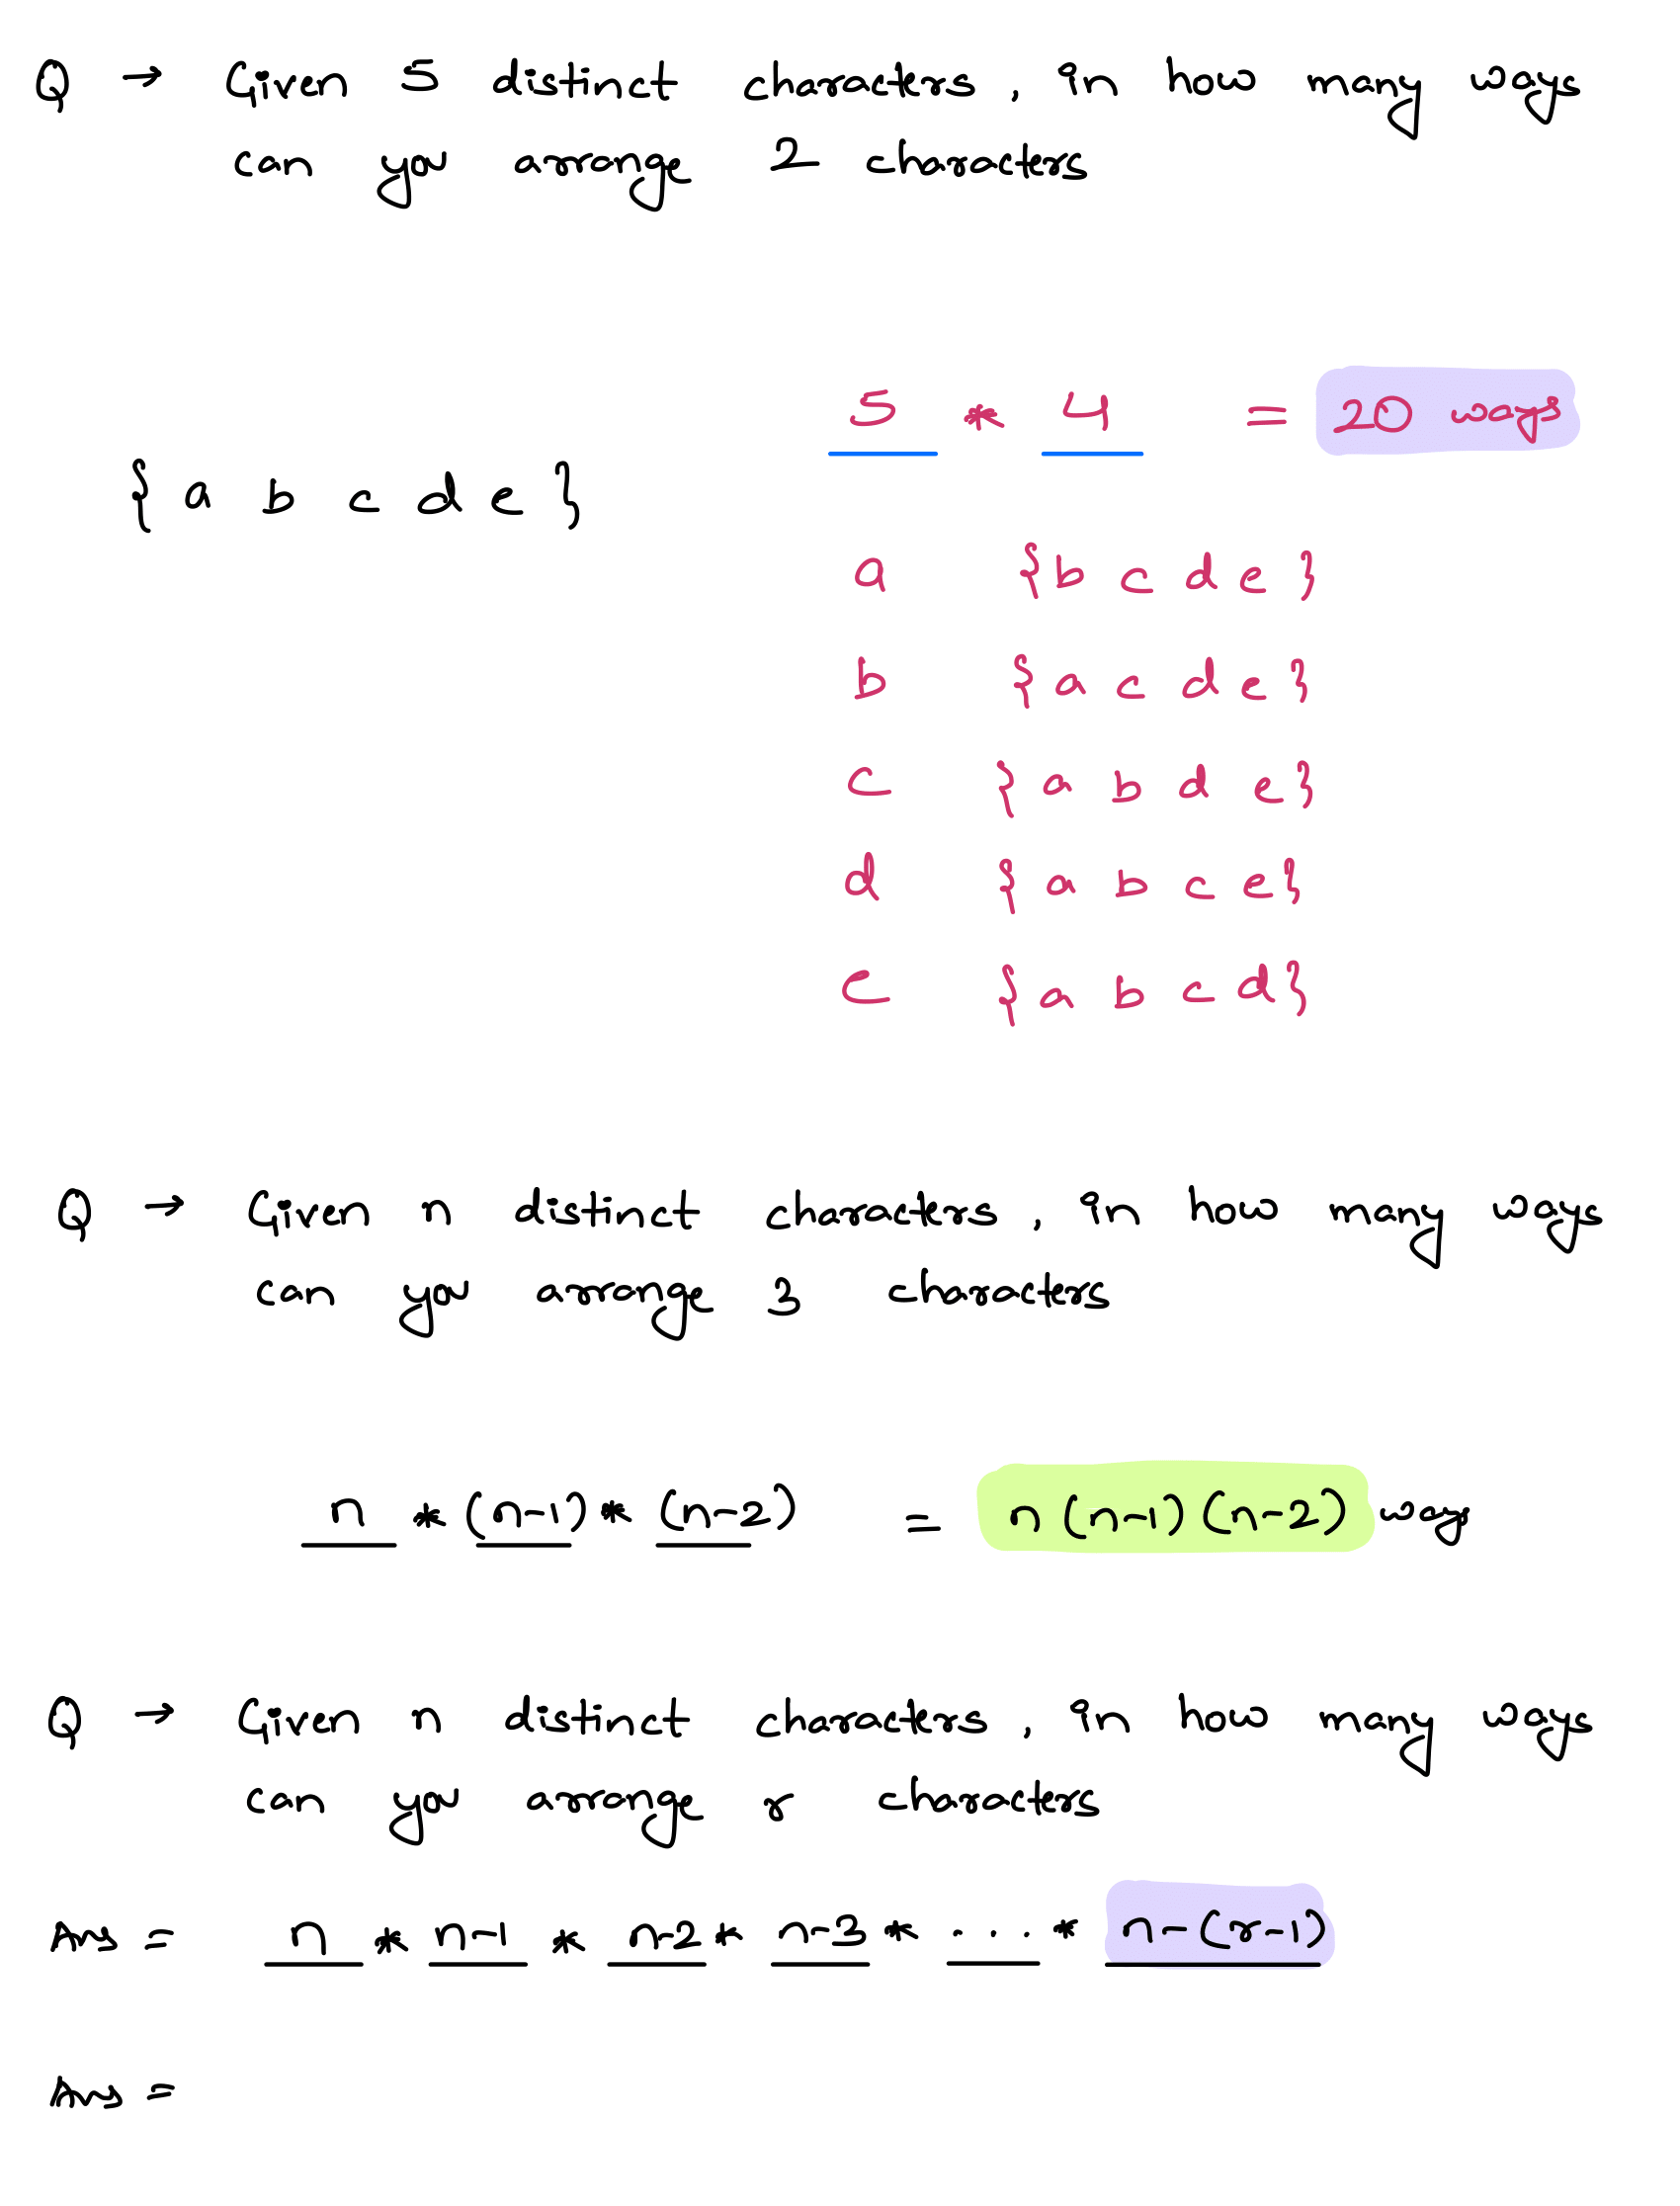 Q → Given 5 distinct characters, in how many ways
can you arrange 2 characters
5 * 4 = 20 ways
{ a b c d e }
a { b c d e }
b { a c d e }
c { a b d e }
d { a b c e }
e { a b c d }
Q → Given n distinct characters, in how many ways
can you arrange 3 characters
n * (n-1) * (n-2) = n (n-1) (n-2) ways
Q → Given n distinct characters, in how many ways
can you arrange r characters
Ans = n * n-1 * n-2 * n-3 * ... * n-(r-1)
Ans =